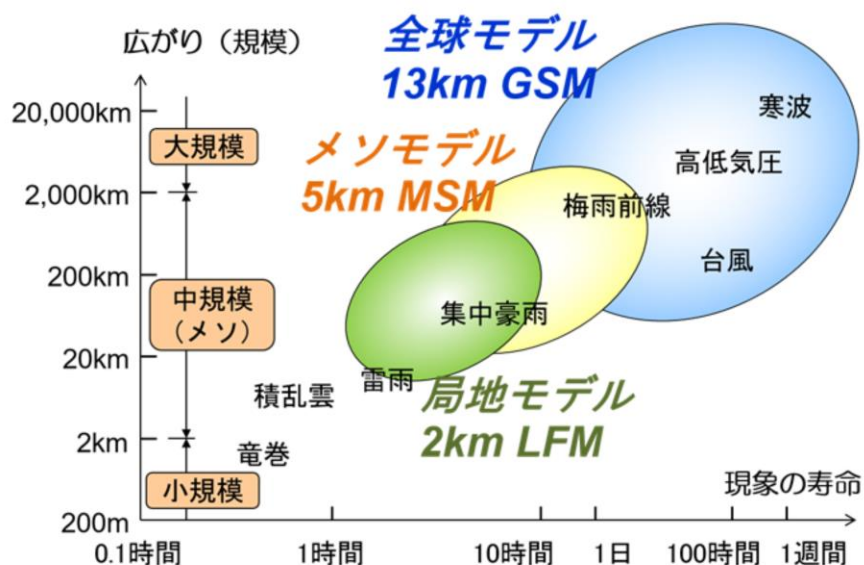 広がり（規模）
全球モデル
13km GSM
20,000km
大規模
寒波
メソモデル
5km MSM
高低気圧
2,000km
梅雨前線
台風
200km
中規模
（メソ）
集中豪雨
20km
雷雨
積乱雲
局地モデル
2km LFM
2km
竜巻
小規模
現象の寿命
200m
0.1時間
1時間
10時間
1日
100時間
1週間